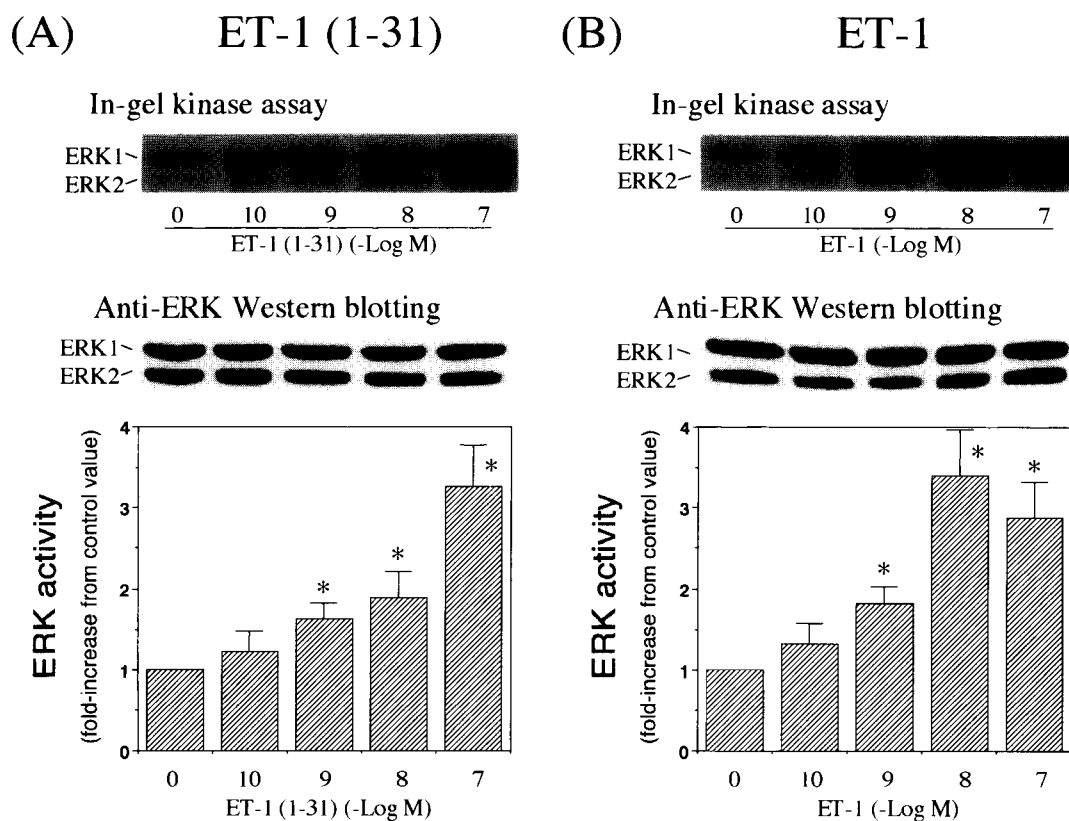 (A) ET-1 (1-31)
In-gel kinase assay
ERK1
ERK2
0 10 9 8 7
ET-1 (1-31) (-Log M)
Anti-ERK Western blotting
ERK1
ERK2
ERK activity
(fold-increase from control value)
4
3
2
1
0
* * *
0 10 9 8 7
ET-1 (1-31) (-Log M)
(B) ET-1
In-gel kinase assay
ERK1
ERK2
0 10 9 8 7
ET-1 (-Log M)
Anti-ERK Western blotting
ERK1
ERK2
ERK activity
(fold-increase from control value)
4
3
2
1
0
* * *
0 10 9 8 7
ET-1 (-Log M)